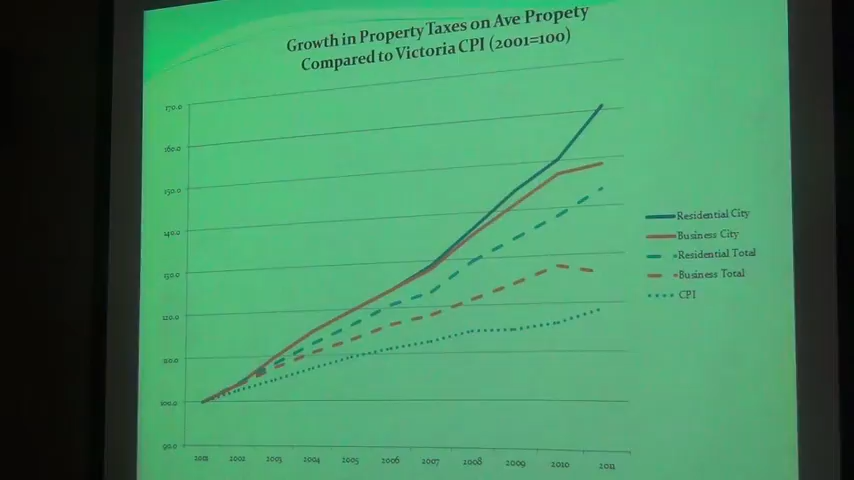 Growth in Property Taxes on Ave Propety
Compared to Victoria CPI (2001=100)
170.0
160.0
150.0
140.0
130.0
120.0
110.0
100.0
90.0
2001 2002 2003 2004 2005 2006 2007 2008 2009 2010 2011
Residential City
Business City
Residential Total
Business Total
CPI